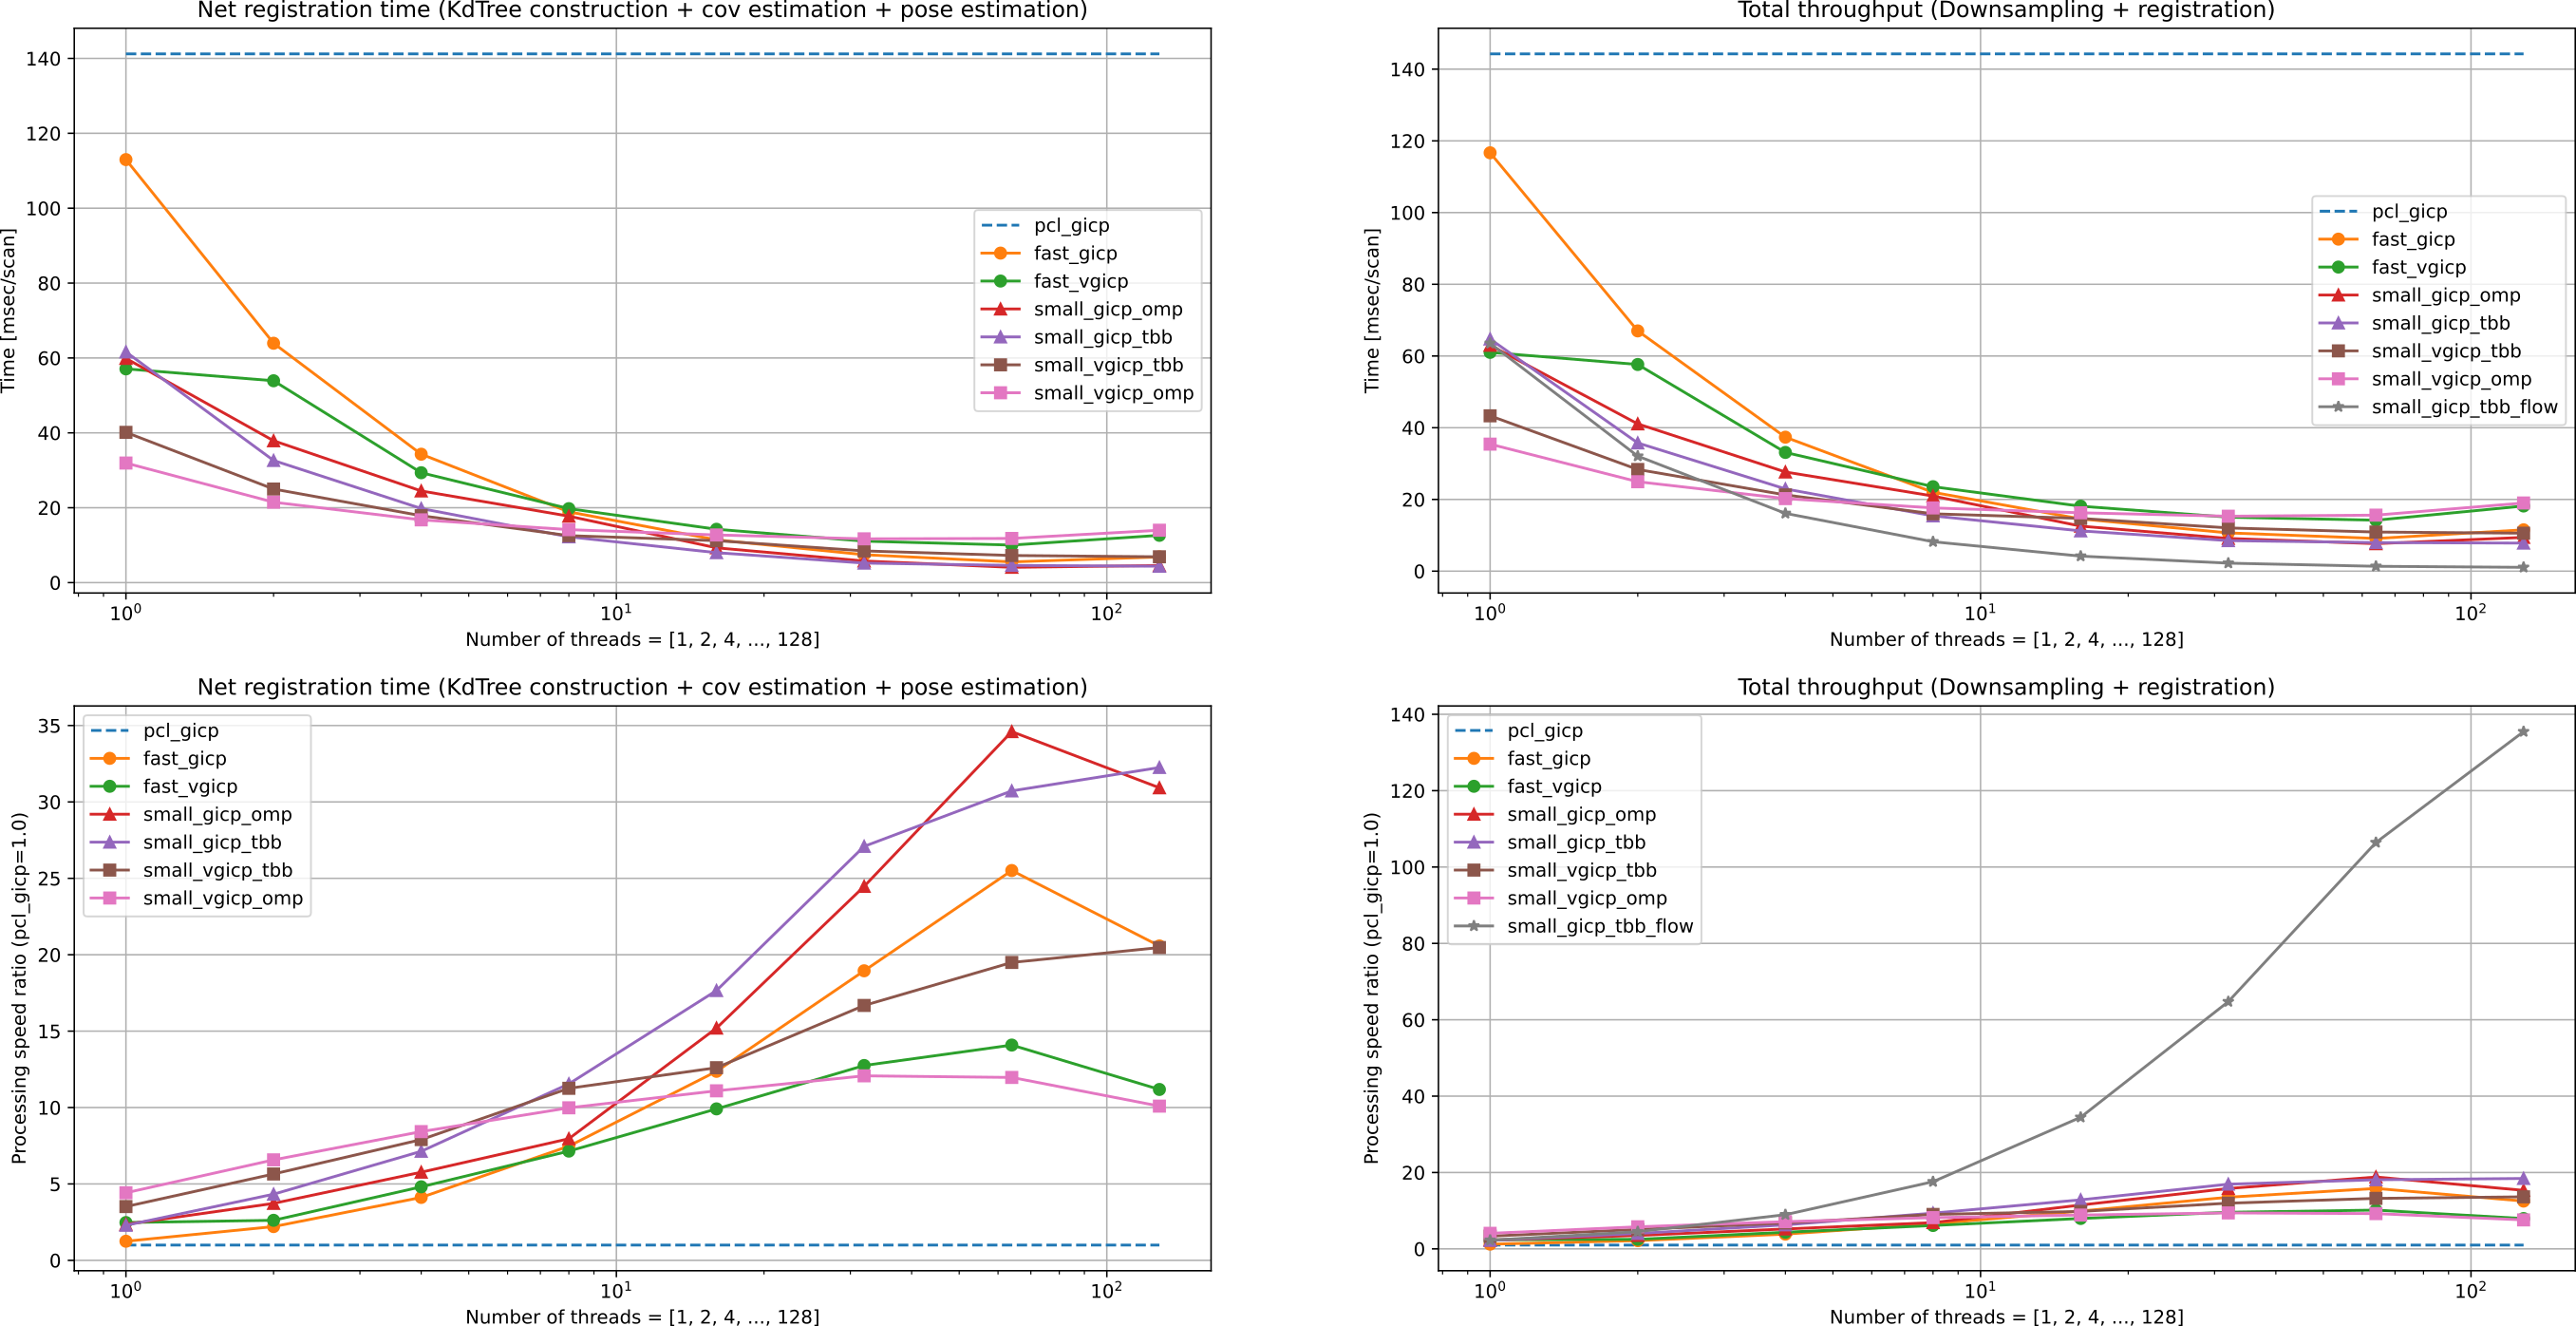 Net registration time (KdTree construction + cov estimation + pose estimation)
140
120
100
80
60
40
20
0
Time [msec/scan]
pcl_gicp
fast_gicp
fast_vgicp
small_gicp_omp
small_gicp_tbb
small_vgicp_tbb
small_vgicp_omp
10⁰ 10¹ 10²
Number of threads = [1, 2, 4, ..., 128]
Total throughput (Downsampling + registration)
140
120
100
80
60
40
20
0
Time [msec/scan]
pcl_gicp
fast_gicp
fast_vgicp
small_gicp_omp
small_gicp_tbb
small_vgicp_tbb
small_vgicp_omp
small_gicp_tbb_flow
10⁰ 10¹ 10²
Number of threads = [1, 2, 4, ..., 128]
Net registration time (KdTree construction + cov estimation + pose estimation)
35
30
25
20
15
10
5
0
Processing speed ratio (pcl_gicp=1.0)
pcl_gicp
fast_gicp
fast_vgicp
small_gicp_omp
small_gicp_tbb
small_vgicp_tbb
small_vgicp_omp
10⁰ 10¹ 10²
Number of threads = [1, 2, 4, ..., 128]
Total throughput (Downsampling + registration)
140
120
100
80
60
40
20
0
Processing speed ratio (pcl_gicp=1.0)
pcl_gicp
fast_gicp
fast_vgicp
small_gicp_omp
small_gicp_tbb
small_vgicp_tbb
small_vgicp_omp
small_gicp_tbb_flow
10⁰ 10¹ 10²
Number of threads = [1, 2, 4, ..., 128]